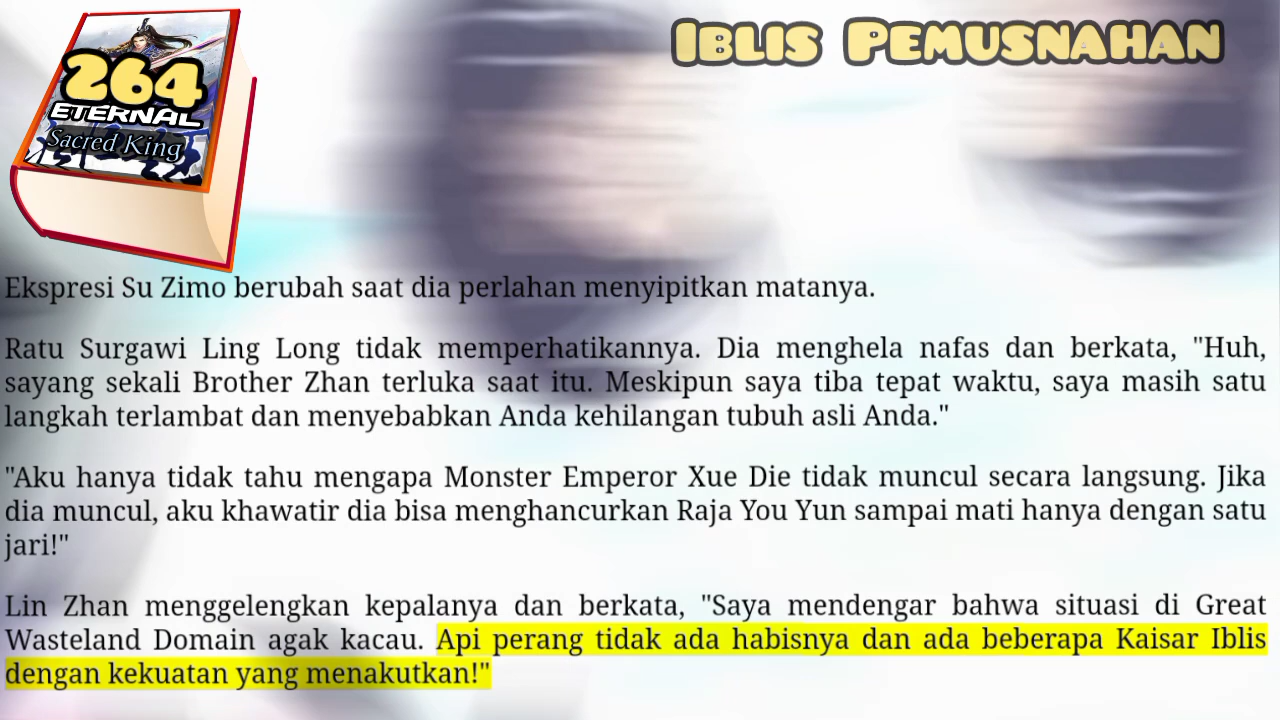 Iblis Pemusnahan
264
ETERNAL
Sacred King
Ekspresi Su Zimo berubah saat dia perlahan menyipitkan matanya.
Ratu Surgawi Ling Long tidak memperhatikannya. Dia menghela nafas dan berkata, "Huh,
sayang sekali Brother Zhan terluka saat itu. Meskipun saya tiba tepat waktu, saya masih satu
langkah terlambat dan menyebabkan Anda kehilangan tubuh asli Anda."
"Aku hanya tidak tahu mengapa Monster Emperor Xue Die tidak muncul secara langsung. Jika
dia muncul, aku khawatir dia bisa menghancurkan Raja You Yun sampai mati hanya dengan satu
jari!"
Lin Zhan menggelengkan kepalanya dan berkata, "Saya mendengar bahwa situasi di Great
Wasteland Domain agak kacau. Api perang tidak ada habisnya dan ada beberapa Kaisar Iblis
dengan kekuatan yang menakutkan!"